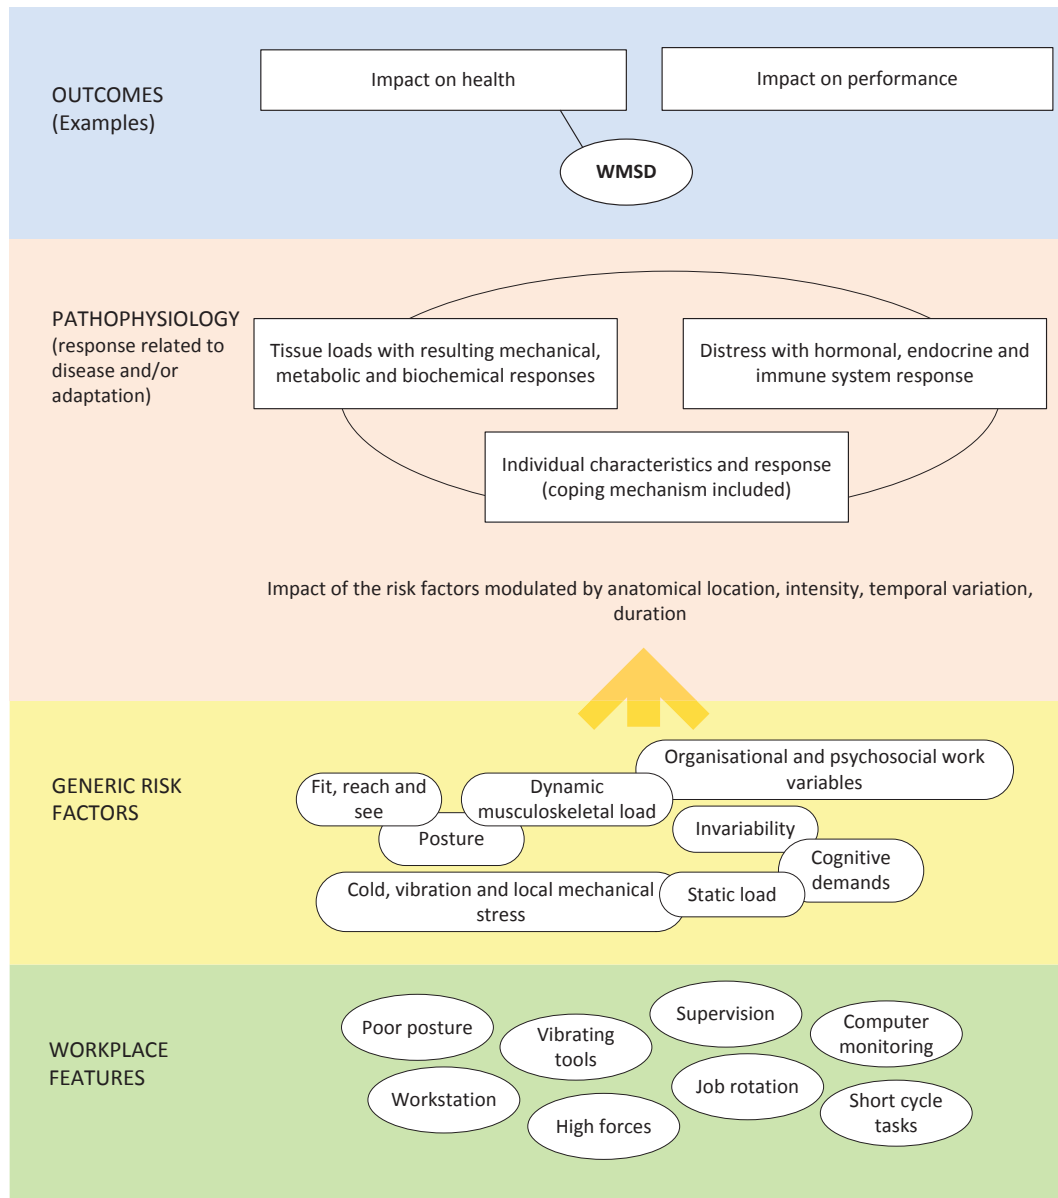 OUTCOMES
(Examples)
Impact on health
Impact on performance
WMSD
PATHOPHYSIOLOGY
(response related to
disease and/or
adaptation)
Tissue loads with resulting mechanical,
metabolic and biochemical responses
Distress with hormonal, endocrine and
immune system response
Individual characteristics and response
(coping mechanism included)
Impact of the risk factors modulated by anatomical location, intensity, temporal variation,
duration
GENERIC RISK
FACTORS
Fit, reach and
see
Dynamic
musculoskeletal load
Organisational and psychosocial work
variables
Posture
Invariability
Cognitive
demands
Cold, vibration and local mechanical
stress
Static load
WORKPLACE
FEATURES
Poor posture
Vibrating
tools
Supervision
Computer
monitoring
Workstation
High forces
Job rotation
Short cycle
tasks